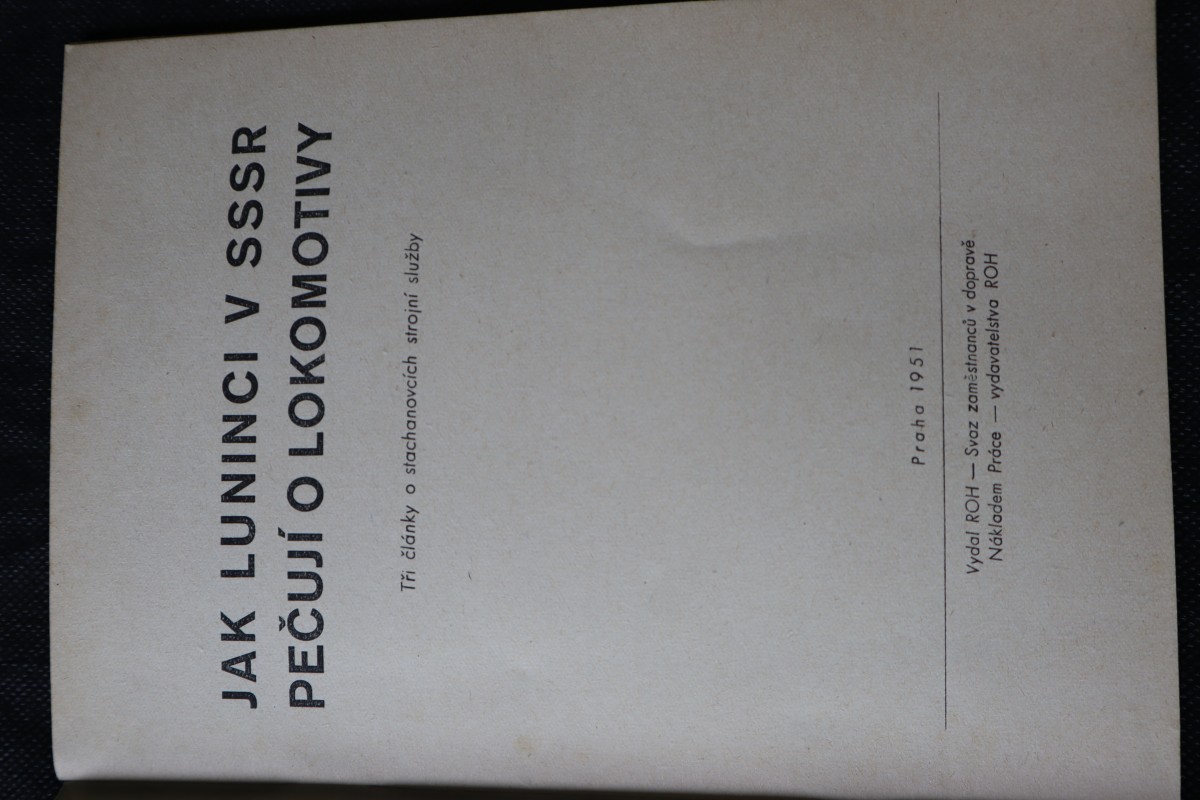 JAK LUNINCI V SSSR
PEČUJÍ O LOKOMOTIVY
Tři články o stachanovcích strojní služby
Praha 1951
Vydal ROH — Svaz zaměstnanců v dopravě
Nákladem Práce — vydavatelstva ROH